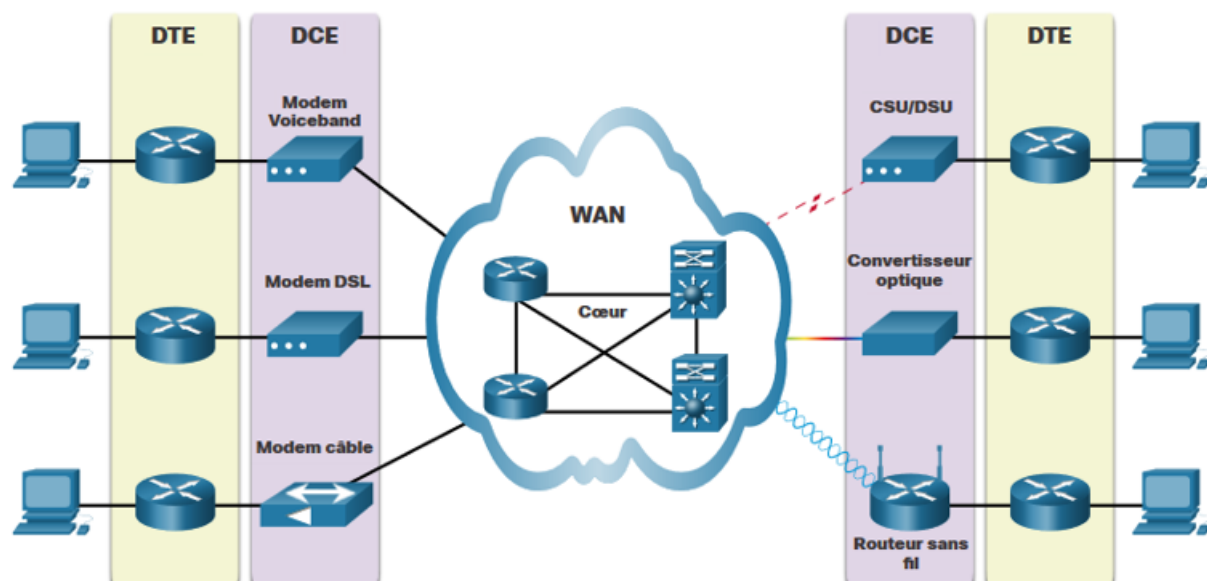 DTE
DCE
DCE
DTE
Modem
Voiceband
CSU/DSU
WAN
Modem DSL
Convertisseur
optique
Cœur
Modem câble
Routeur sans
fil